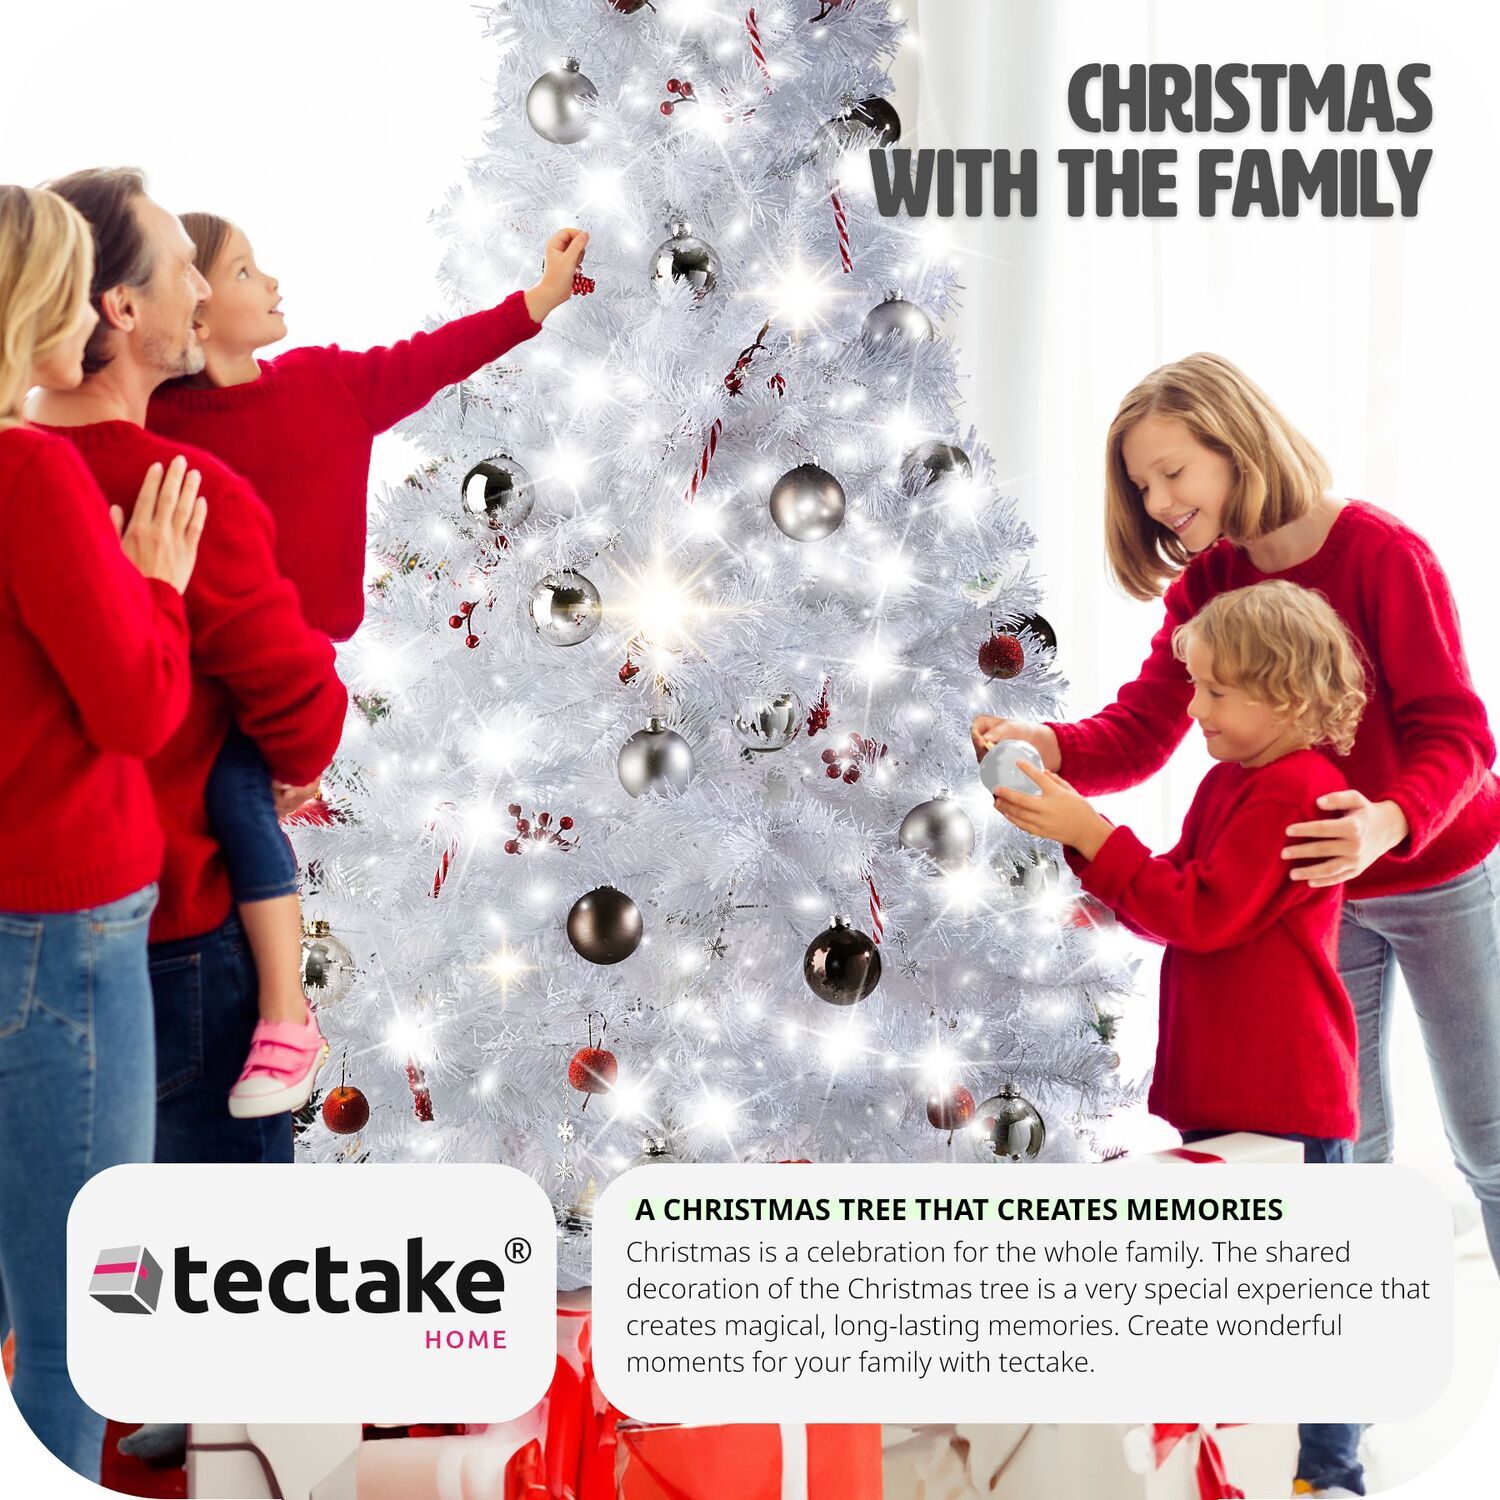 CHRISTMAS
WITH THE FAMILY
tectake®
HOME
A CHRISTMAS TREE THAT CREATES MEMORIES
Christmas is a celebration for the whole family. The shared
decoration of the Christmas tree is a very special experience that
creates magical, long-lasting memories. Create wonderful
moments for your family with tectake.